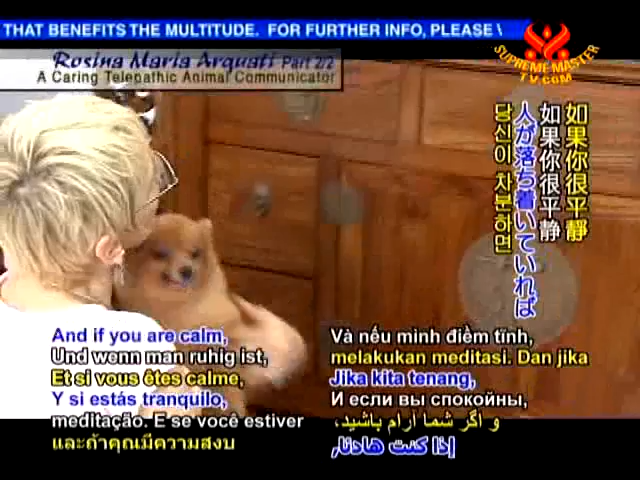 THAT BENEFITS THE MULTITUDE. FOR FURTHER INFO, PLEASE
SUPREME MASTER
TV.COM
Rosina Maria Arquati Part 2/2
A Caring Telepathic Animal Communicator
如果你很平靜
如果你很平静
人が落ち着いていれば
당신이 차분하면
And if you are calm,
Und wenn man ruhig ist,
Et si vous êtes calme,
Y si estás tranquilo,
meditação. E se você estiver
และถ้าคุณมีความสงบ
Và nếu mình điềm tĩnh,
melakukan meditasi. Dan jika
Jika kita tenang,
И если вы спокойны,
و اگر شما آرام باشید،
إذا كنت هادئا,